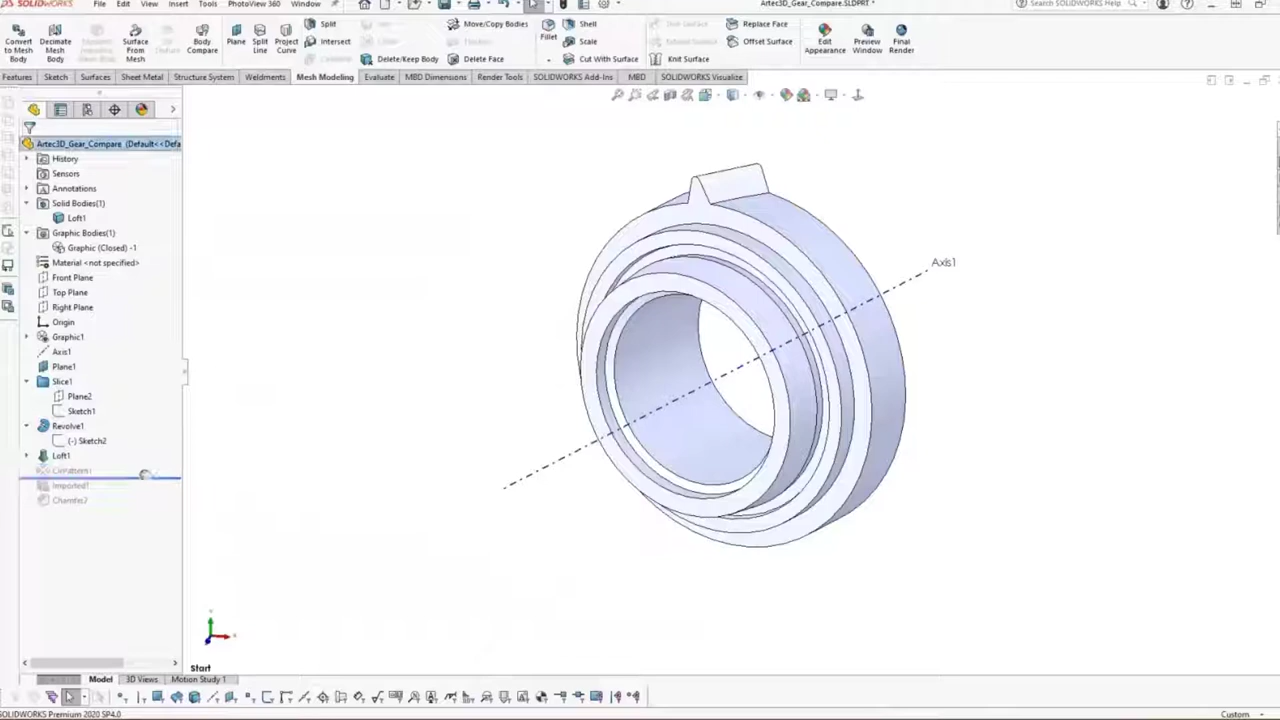 SOLIDWORKS
File Edit View Insert Tools PhotoView 360 Window
Artec3D_Gear_Compare.SLDPRT *
Search SOLIDWORKS Help
Convert to Mesh Body
Decimate Mesh Body
Surface From Mesh
Body Compare
Plane
Split Line
Project Curve
Split
Intersect
Move/Copy Bodies
Delete/Keep Body
Delete Face
Fillet
Shell
Scale
Cut With Surface
Replace Face
Offset Surface
Knit Surface
Edit Appearance
Preview Window
Final Render
Features Sketch Surfaces Sheet Metal Structure System Weldments Mesh Modeling Evaluate MBD Dimensions Render Tools SOLIDWORKS Add-Ins MBD SOLIDWORKS Visualize
Artec3D_Gear_Compare (Default<<Defa
History
Sensors
Annotations
Solid Bodies(1)
Loft1
Graphic Bodies(1)
Graphic (Closed) -1
Material <not specified>
Front Plane
Top Plane
Right Plane
Origin
Graphic1
Axis1
Plane1
Slice1
Plane2
Sketch1
Revolve1
(-) Sketch2
Loft1
CirPattern1
Imported1
Chamfer2
Axis1
Start
Model 3D Views Motion Study 1
SOLIDWORKS Premium 2020 SP4.0
Custom